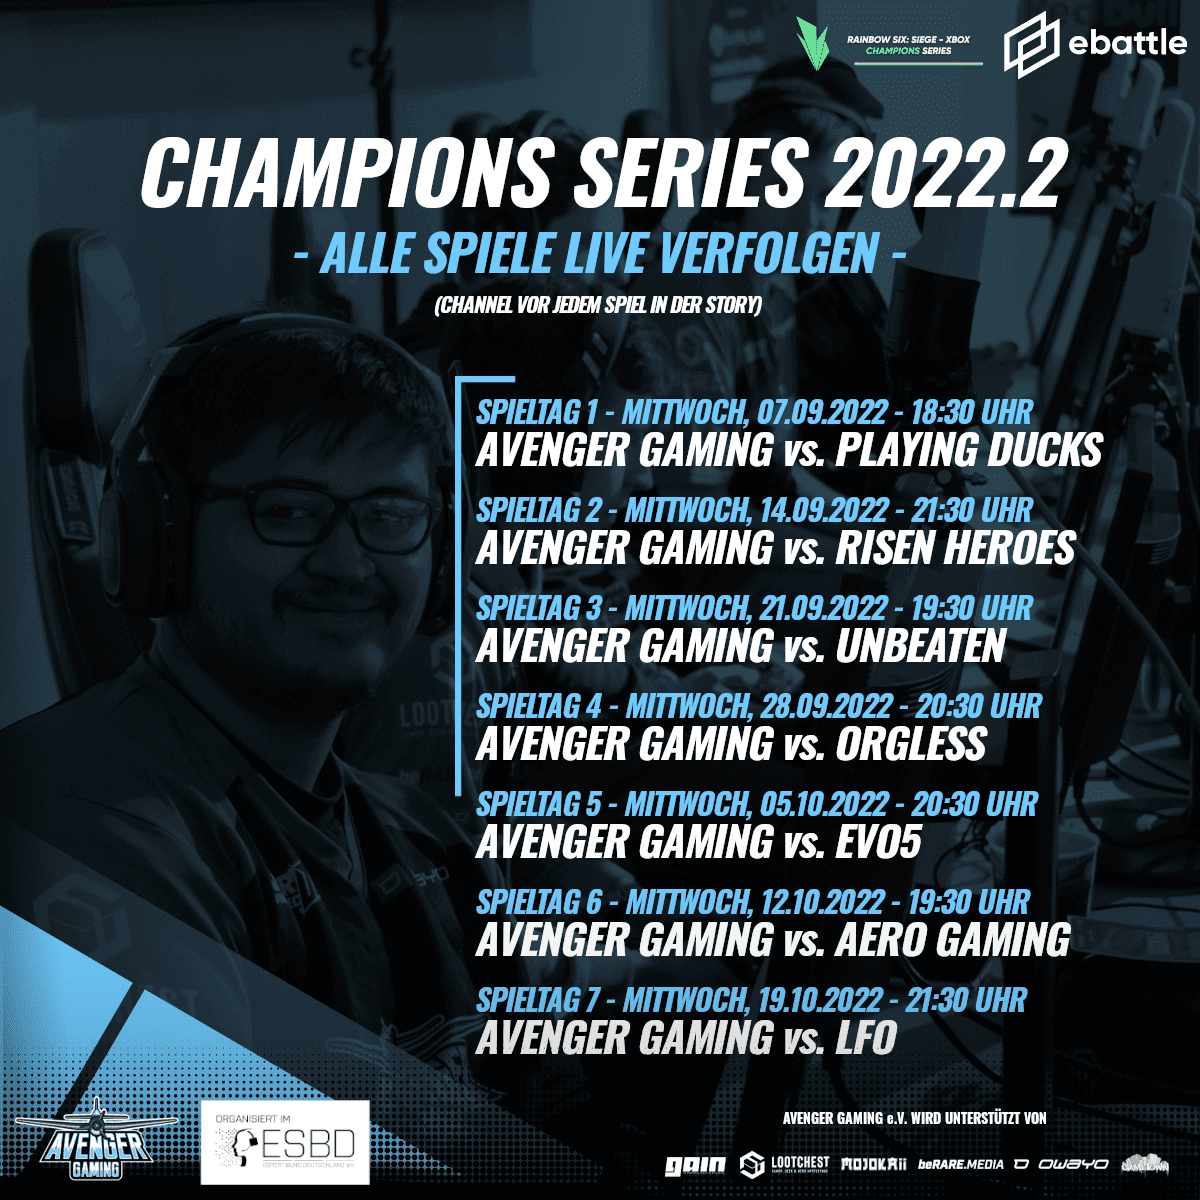 RAINBOW SIX: SIEGE - XBOX
CHAMPIONS SERIES
ebattle
CHAMPIONS SERIES 2022.2
- ALLE SPIELE LIVE VERFOLGEN -
(CHANNEL VOR JEDEM SPIEL IN DER STORY)
SPIELTAG 1 - MITTWOCH, 07.09.2022 - 18:30 UHR
AVENGER GAMING vs. PLAYING DUCKS
SPIELTAG 2 - MITTWOCH, 14.09.2022 - 21:30 UHR
AVENGER GAMING vs. RISEN HEROES
SPIELTAG 3 - MITTWOCH, 21.09.2022 - 19:30 UHR
AVENGER GAMING vs. UNBEATEN
SPIELTAG 4 - MITTWOCH, 28.09.2022 - 20:30 UHR
AVENGER GAMING vs. ORGLESS
SPIELTAG 5 - MITTWOCH, 05.10.2022 - 20:30 UHR
AVENGER GAMING vs. EVO5
SPIELTAG 6 - MITTWOCH, 12.10.2022 - 19:30 UHR
AVENGER GAMING vs. AERO GAMING
SPIELTAG 7 - MITTWOCH, 19.10.2022 - 21:30 UHR
AVENGER GAMING vs. LFO
AVENGER
GAMING
ORGANISIERT IM
ESBD
ESPORT-BUND DEUTSCHLAND e.V.
AVENGER GAMING e.V. WIRD UNTERSTÜTZT VON
gain LOOTCHEST MOJOKAII beRARE.MEDIA OWAYO GAMETOWN